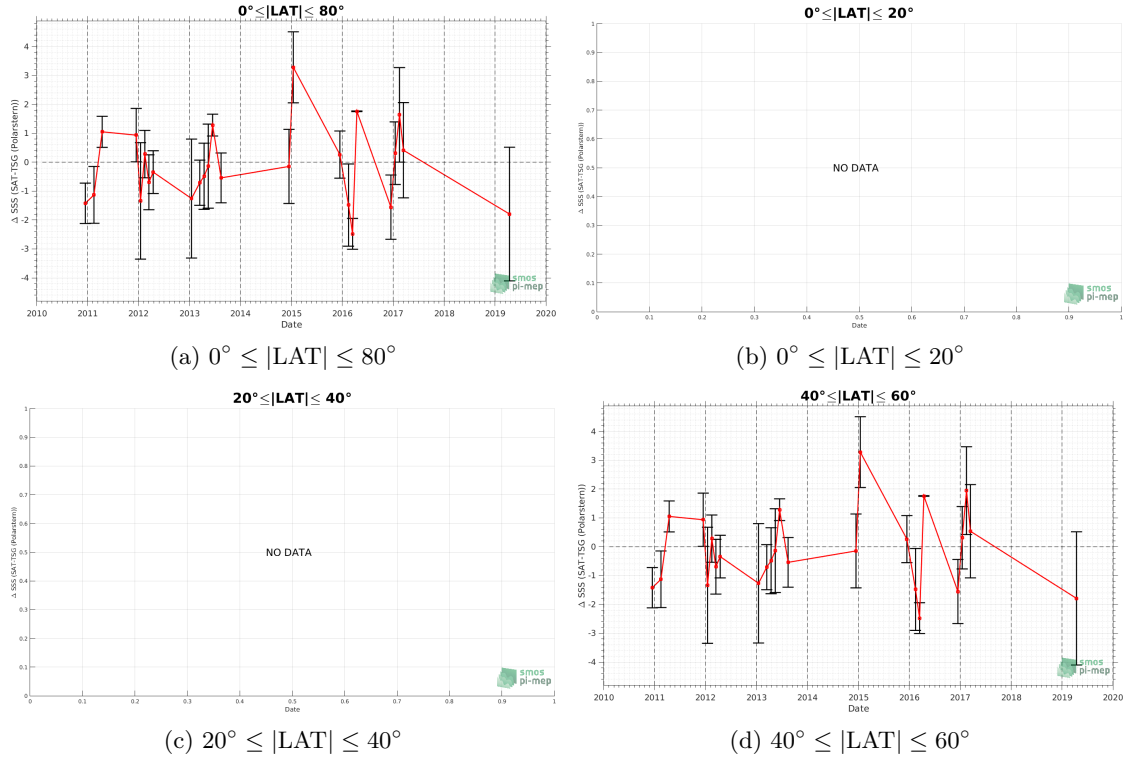 0°≤|LAT|≤ 80°
Δ SSS (SAT-TSG (Polarstern))
4
3
2
1
0
-1
-2
-3
-4
2010 2011 2012 2013 2014 2015 2016 2017 2018 2019 2020
Date
smos
pi-mep
(a) 0° ≤ |LAT| ≤ 80°
0°≤|LAT|≤ 20°
Δ SSS (SAT-TSG (Polarstern))
1
0.9
0.8
0.7
0.6
0.5
0.4
0.3
0.2
0.1
0
NO DATA
0 0.1 0.2 0.3 0.4 0.5 0.6 0.7 0.8 0.9 1
Date
smos
pi-mep
(b) 0° ≤ |LAT| ≤ 20°
20°≤|LAT|≤ 40°
Δ SSS (SAT-TSG (Polarstern))
1
0.9
0.8
0.7
0.6
0.5
0.4
0.3
0.2
0.1
0
NO DATA
0 0.1 0.2 0.3 0.4 0.5 0.6 0.7 0.8 0.9 1
Date
smos
pi-mep
(c) 20° ≤ |LAT| ≤ 40°
40°≤|LAT|≤ 60°
Δ SSS (SAT-TSG (Polarstern))
4
3
2
1
0
-1
-2
-3
-4
2010 2011 2012 2013 2014 2015 2016 2017 2018 2019 2020
Date
smos
pi-mep
(d) 40° ≤ |LAT| ≤ 60°